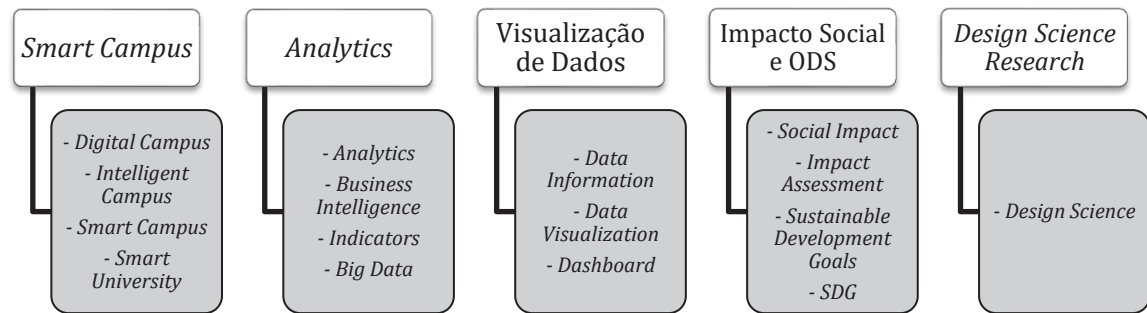 Smart Campus
- Digital Campus
- Intelligent
Campus
- Smart Campus
- Smart
University
Analytics
- Analytics
- Business
Intelligence
- Indicators
- Big Data
Visualização
de Dados
- Data
Information
- Data
Visualization
- Dashboard
Impacto Social
e ODS
- Social Impact
- Impact
Assessment
- Sustainable
Development
Goals
- SDG
Design Science
Research
- Design Science